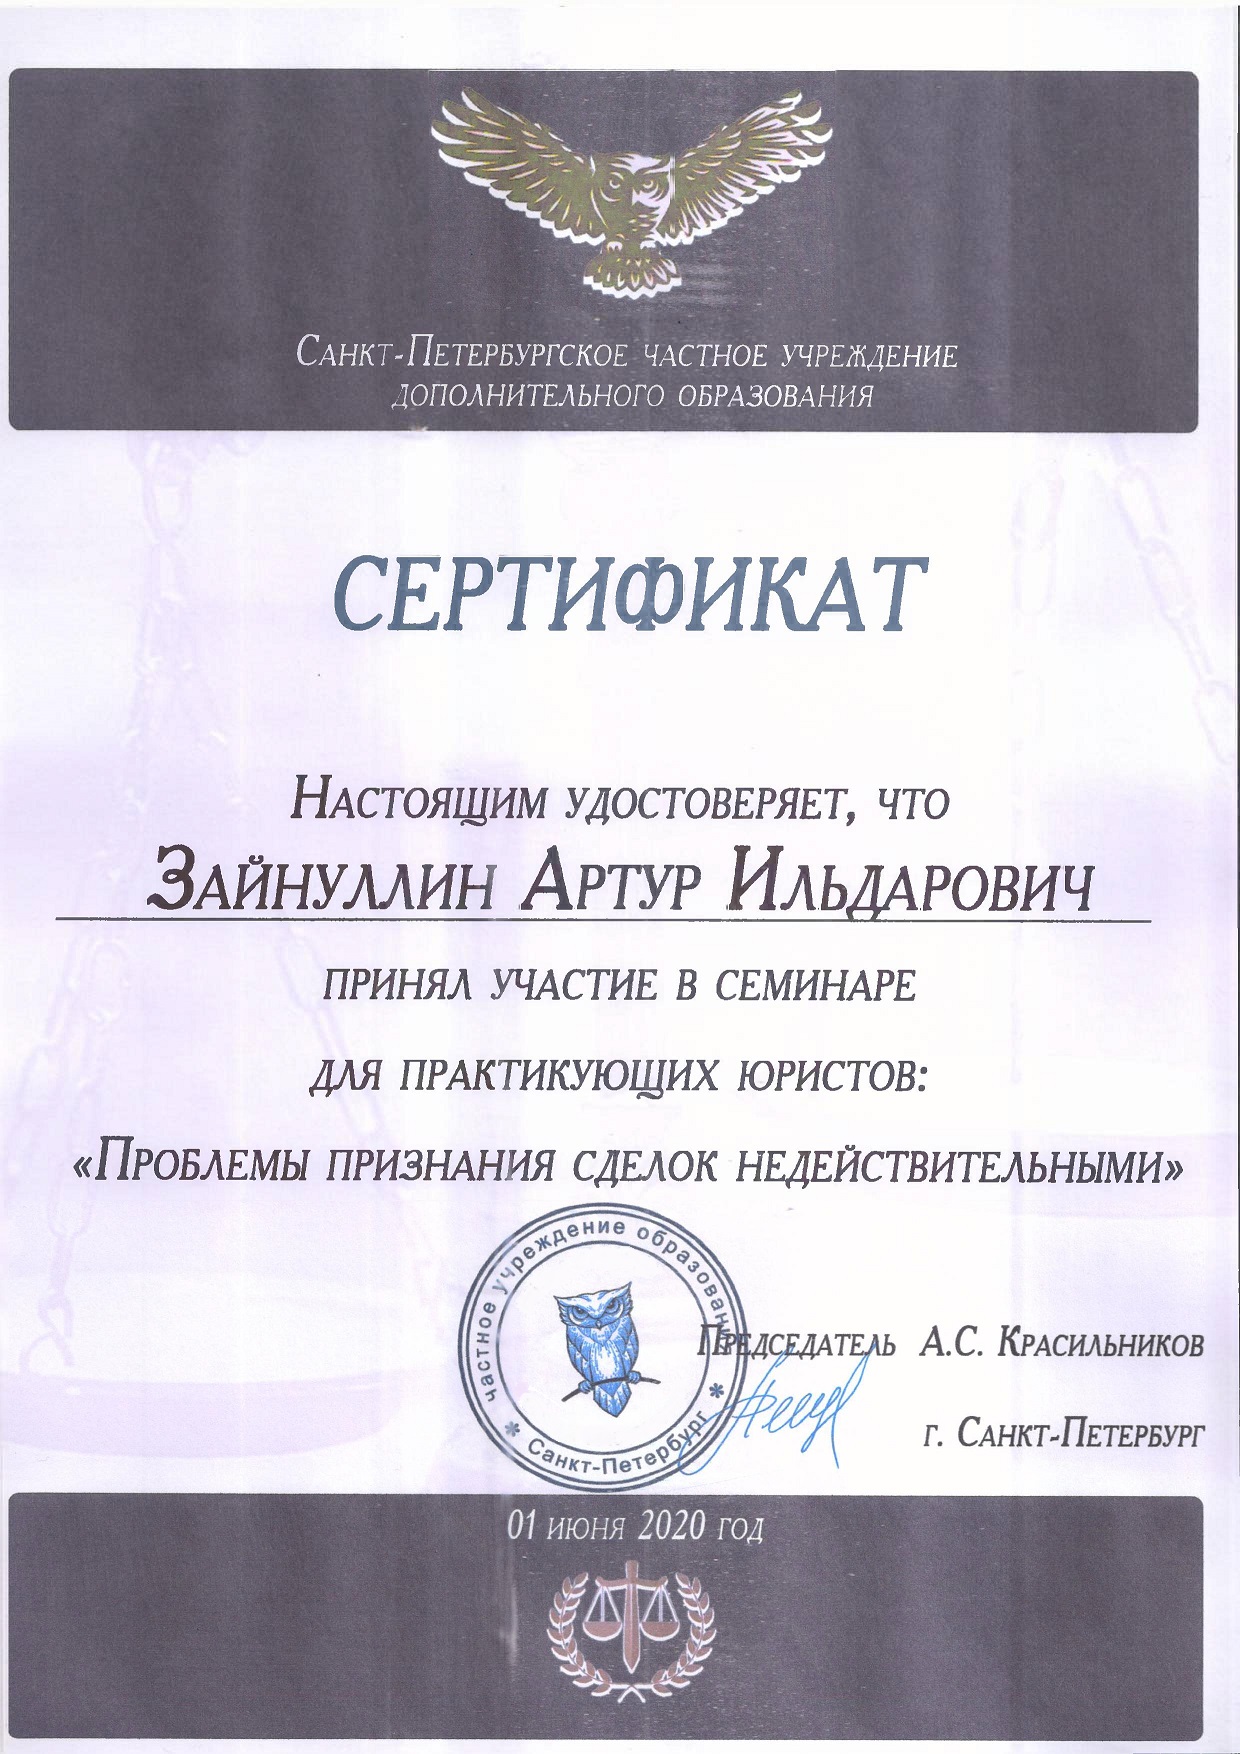 Санкт-Петербургское частное учреждение
дополнительного образования
СЕРТИФИКАТ
Настоящим удостоверяет, что
Зайнуллин Артур Ильдарович
принял участие в семинаре
для практикующих юристов:
«Проблемы признания сделок недействительными»
частное учреждение образования
* Санкт-Петербург *
Председатель А.С. Красильников
г. Санкт-Петербург
01 июня 2020 год